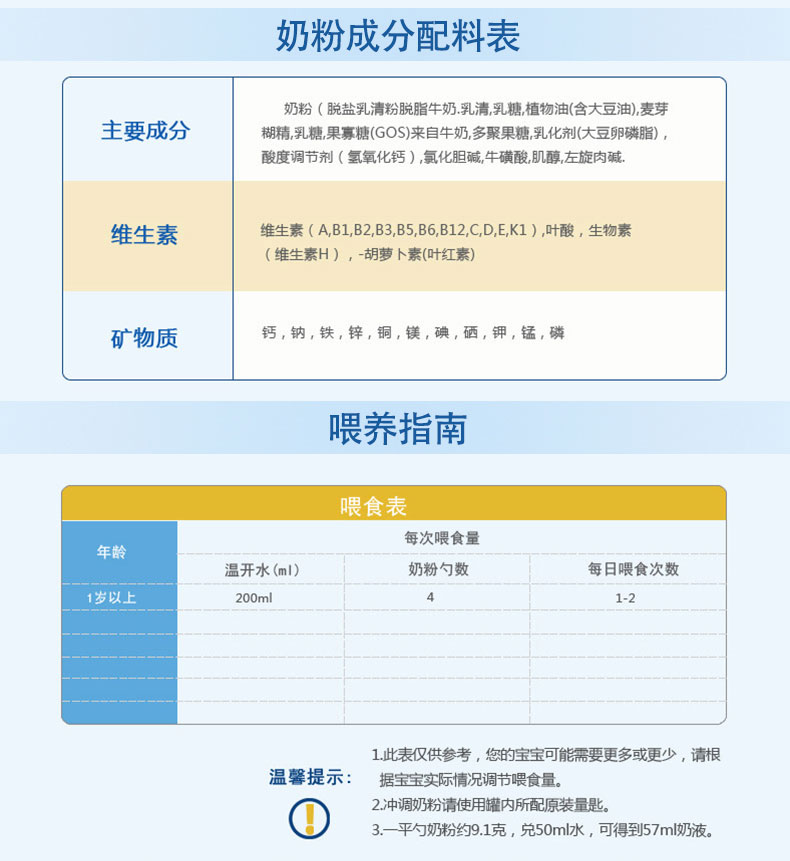 奶粉成分配料表
主要成分
奶粉（脱盐乳清粉脱脂牛奶.乳清,乳糖,植物油(含大豆油),麦芽
糊精,乳糖,果寡糖(GOS)来自牛奶,多聚果糖,乳化剂(大豆卵磷脂)，
酸度调节剂（氢氧化钙）,氯化胆碱,牛磺酸,肌醇,左旋肉碱.
维生素
维生素（A,B1,B2,B3,B5,B6,B12,C,D,E,K1）,叶酸，生物素
（维生素H），-胡萝卜素(叶红素)
矿物质
钙，钠，铁，锌，铜，镁，碘，硒，钾，锰，磷
喂养指南
喂食表
年龄
每次喂食量
温开水(ml)
奶粉勺数
每日喂食次数
1岁以上
200ml
4
1-2
温馨提示：
1.此表仅供参考，您的宝宝可能需要更多或更少，请根
据宝宝实际情况调节喂食量。
2.冲调奶粉请使用罐内所配原装量匙。
3.一平勺奶粉约9.1克，兑50ml水，可得到57ml奶液。